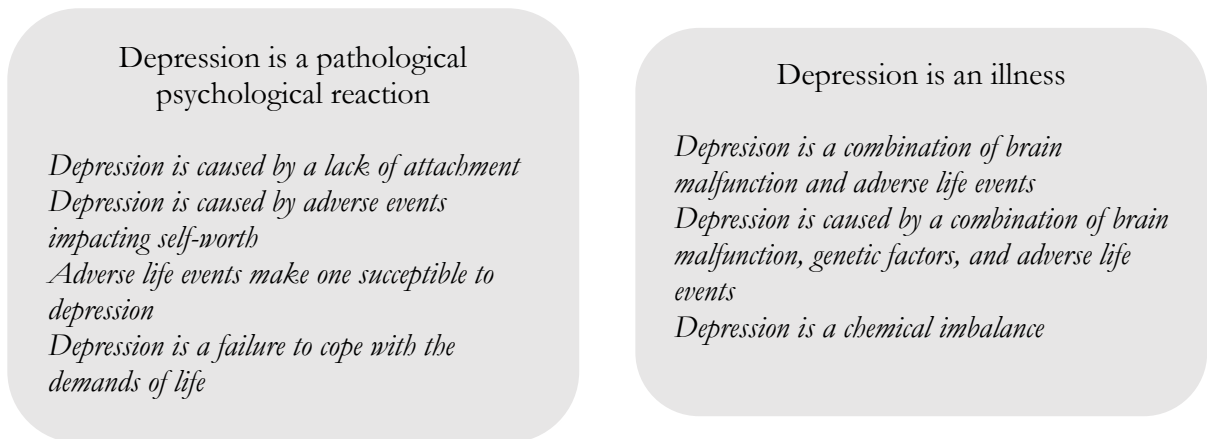 Depression is a pathological
psychological reaction
Depression is caused by a lack of attachment
Depression is caused by adverse events
impacting self-worth
Adverse life events make one succeptible to
depression
Depression is a failure to cope with the
demands of life
Depression is an illness
Depresison is a combination of brain
malfunction and adverse life events
Depression is caused by a combination of brain
malfunction, genetic factors, and adverse life
events
Depression is a chemical imbalance